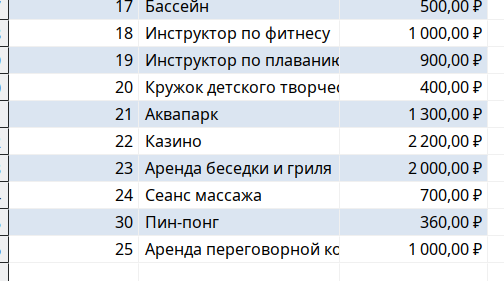 17 Бассейн 500,00 ₽
18 Инструктор по фитнесу 1 000,00 ₽
19 Инструктор по плавани 900,00 ₽
20 Кружок детского творче 400,00 ₽
21 Аквапарк 1 300,00 ₽
22 Казино 2 200,00 ₽
23 Аренда беседки и гриля 2 000,00 ₽
24 Сеанс массажа 700,00 ₽
30 Пин-понг 360,00 ₽
25 Аренда переговорной ко 1 000,00 ₽